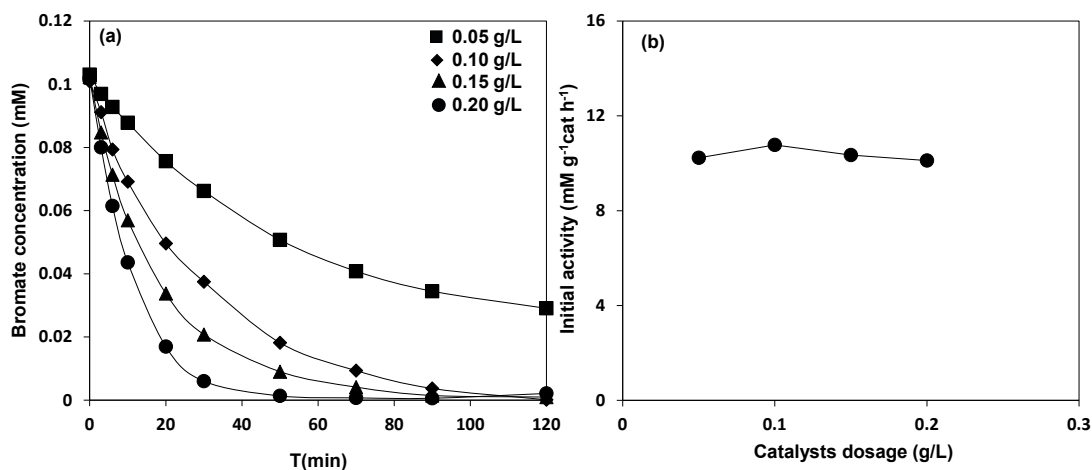 (a)
0.05 g/L
0.10 g/L
0.15 g/L
0.20 g/L
0.12
0.1
0.08
0.06
0.04
0.02
0
Bromate concentration (mM)
0 20 40 60 80 100 120
T(min)
(b)
16
12
8
4
0
Initial activity (mM g⁻¹cat h⁻¹)
0 0.1 0.2 0.3
Catalysts dosage (g/L)